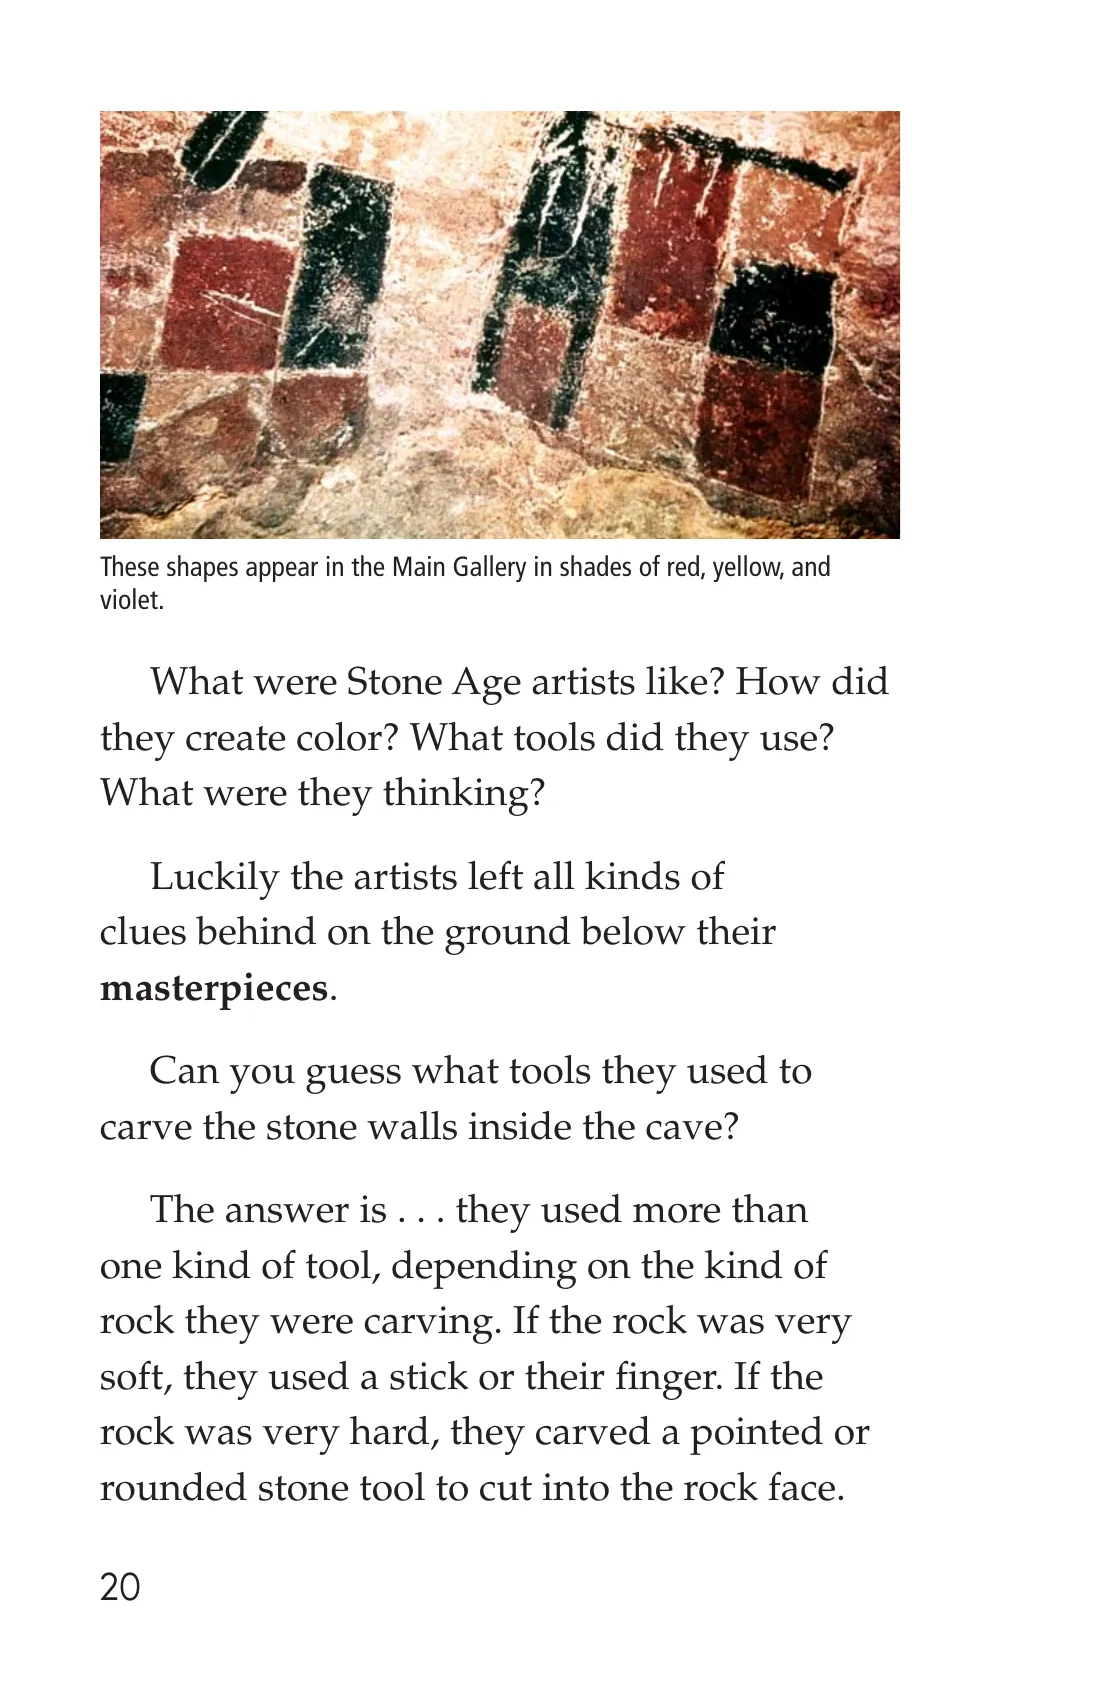 These shapes appear in the Main Gallery in shades of red, yellow, and
violet.
What were Stone Age artists like? How did
they create color? What tools did they use?
What were they thinking?
Luckily the artists left all kinds of
clues behind on the ground below their
masterpieces.
Can you guess what tools they used to
carve the stone walls inside the cave?
The answer is . . . they used more than
one kind of tool, depending on the kind of
rock they were carving. If the rock was very
soft, they used a stick or their finger. If the
rock was very hard, they carved a pointed or
rounded stone tool to cut into the rock face.
20